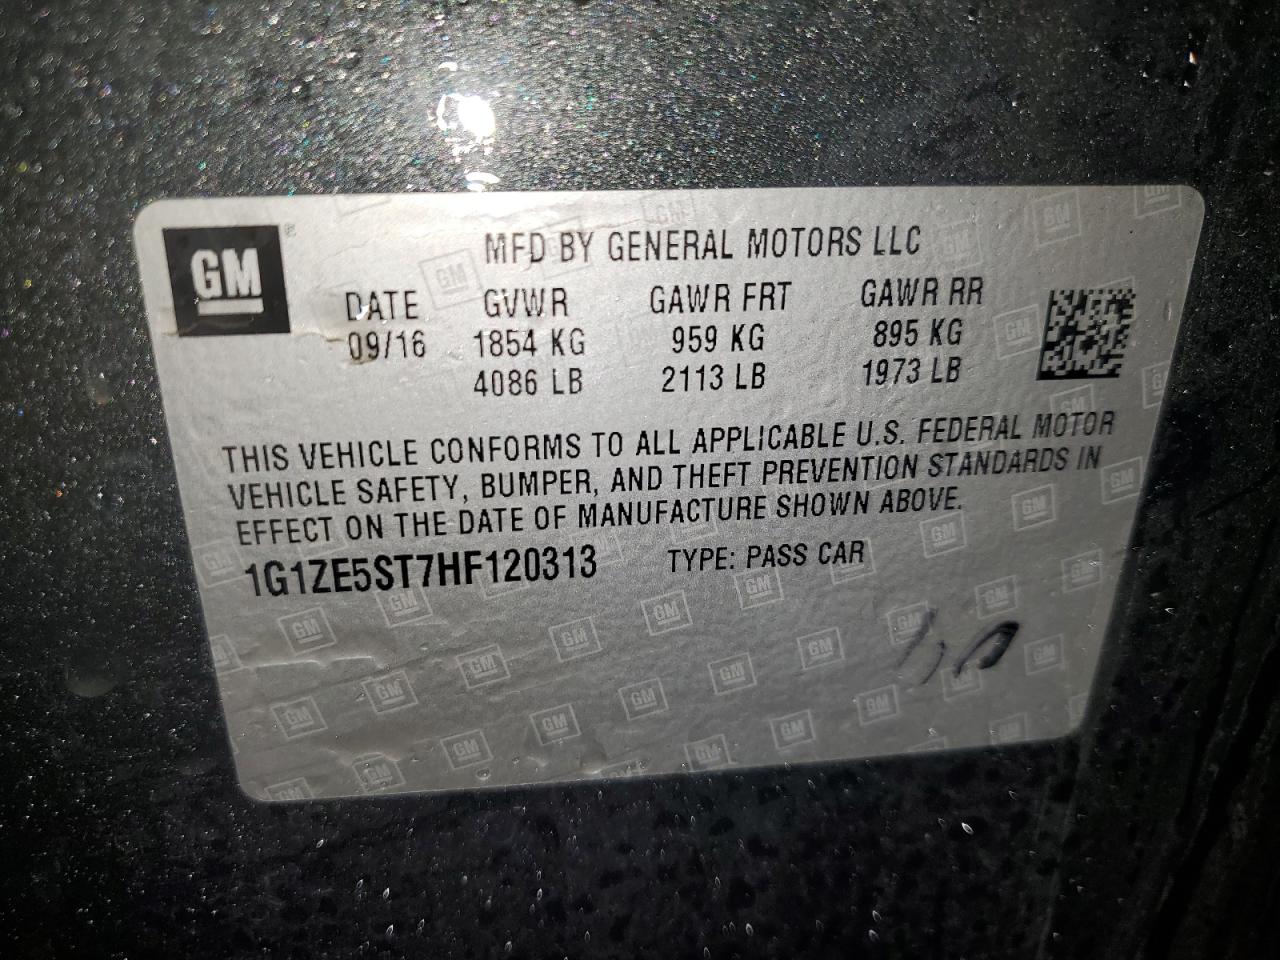 GM ®
MFD BY GENERAL MOTORS LLC
DATE GVWR GAWR FRT GAWR RR
09/16 1854 KG 959 KG 895 KG
4086 LB 2113 LB 1973 LB
THIS VEHICLE CONFORMS TO ALL APPLICABLE U.S. FEDERAL MOTOR
VEHICLE SAFETY, BUMPER, AND THEFT PREVENTION STANDARDS IN
EFFECT ON THE DATE OF MANUFACTURE SHOWN ABOVE.
1G1ZE5ST7HF120313 TYPE: PASS CAR